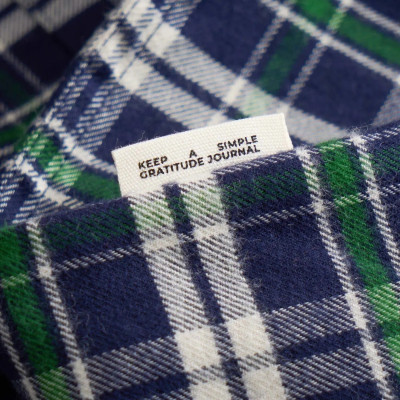 KEEP A SIMPLE
GRATITUDE JOURNAL